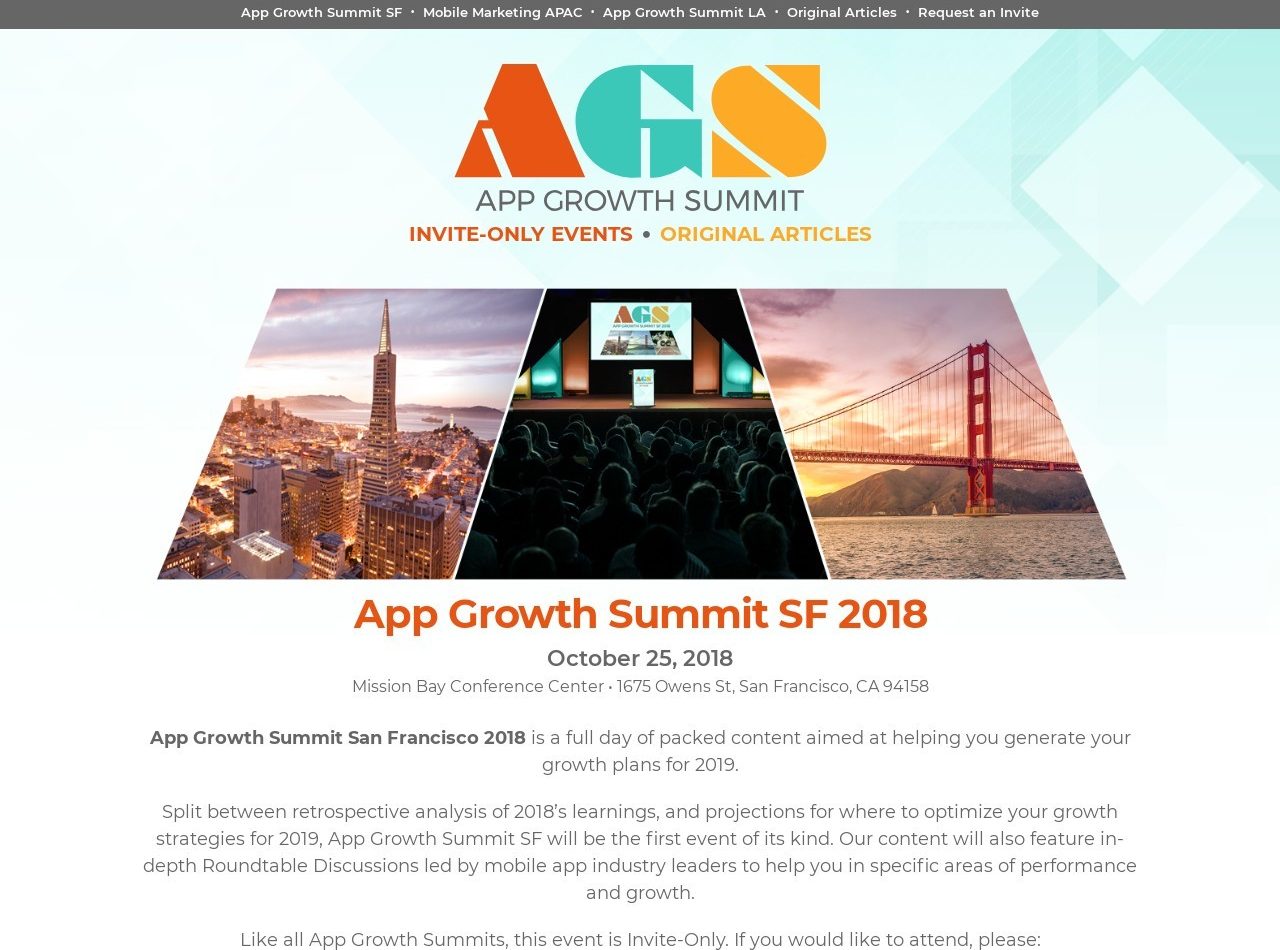 App Growth Summit SF • Mobile Marketing APAC • App Growth Summit LA • Original Articles • Request an Invite
AGS
APP GROWTH SUMMIT
INVITE-ONLY EVENTS • ORIGINAL ARTICLES
AGS
APP GROWTH SUMMIT SF 2018
AGS
App Growth Summit SF 2018
October 25, 2018
Mission Bay Conference Center • 1675 Owens St, San Francisco, CA 94158
App Growth Summit San Francisco 2018 is a full day of packed content aimed at helping you generate your
growth plans for 2019.
Split between retrospective analysis of 2018’s learnings, and projections for where to optimize your growth
strategies for 2019, App Growth Summit SF will be the first event of its kind. Our content will also feature in-
depth Roundtable Discussions led by mobile app industry leaders to help you in specific areas of performance
and growth.
Like all App Growth Summits, this event is Invite-Only. If you would like to attend, please: